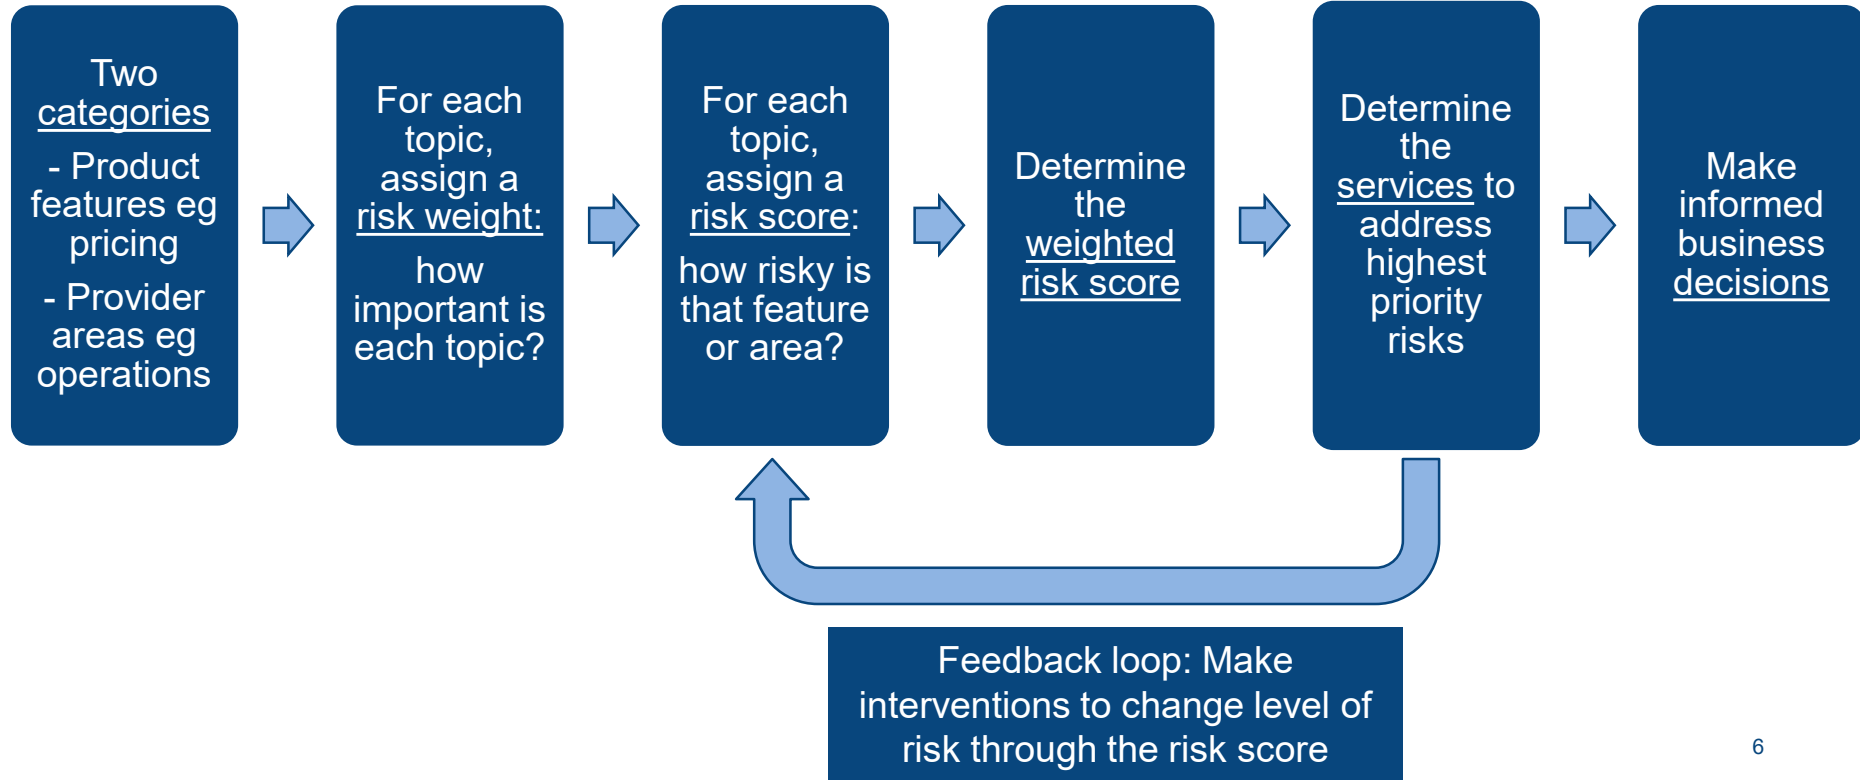 Two
categories
- Product
features eg
pricing
- Provider
areas eg
operations
For each
topic,
assign a
risk weight:
how
important is
each topic?
For each
topic,
assign a
risk score:
how risky is
that feature
or area?
Determine
the
weighted
risk score
Determine
the
services to
address
highest
priority
risks
Make
informed
business
decisions
Feedback loop: Make
interventions to change level of
risk through the risk score
6